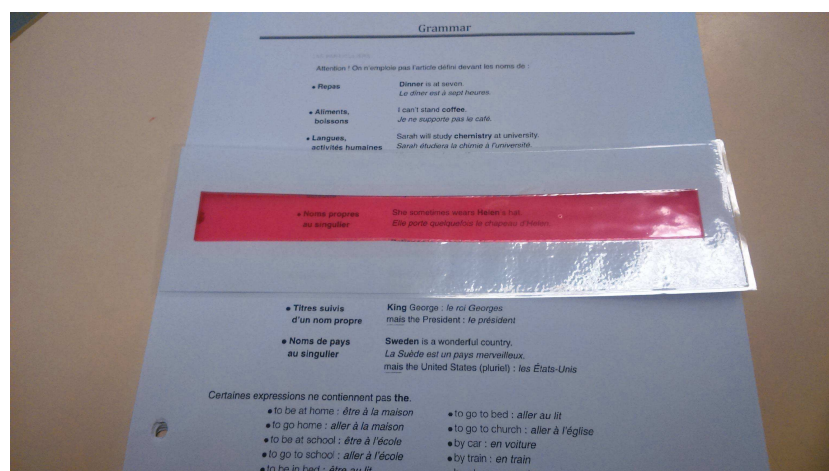 Grammar
Attention ! On n'emploie pas l'article défini devant les noms de :
• Repas Dinner is at seven.
Le dîner est à sept heures.
• Aliments, I can't stand coffee.
boissons Je ne supporte pas le café.
• Langues, Sarah will study chemistry at university.
activités humaines Sarah étudiera la chimie à l'université.
• Noms propres She sometimes wears Helen's hat.
au singulier Elle porte quelquefois le chapeau d'Helen.
• Titres suivis King George : le roi Georges
d'un nom propre mais the President : le président
• Noms de pays Sweden is a wonderful country.
au singulier La Suède est un pays merveilleux.
mais the United States (pluriel) : les États-Unis
Certaines expressions ne contiennent pas the.
• to be at home : être à la maison • to go to bed : aller au lit
• to go home : aller à la maison • to go to church : aller à l'église
• to be at school : être à l'école • by car : en voiture
• to go to school : aller à l'école • by train : en train
• to be in bed : être au lit